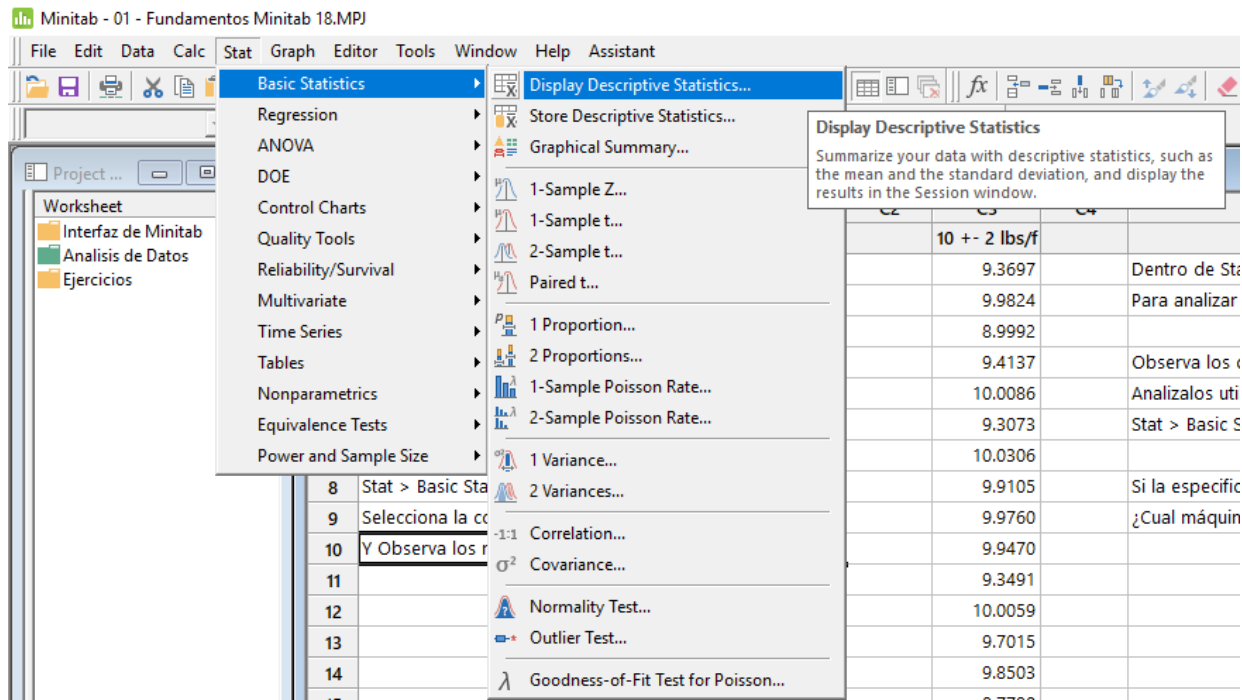 Minitab - 01 - Fundamentos Minitab 18.MPJ
File Edit Data Calc Stat Graph Editor Tools Window Help Assistant
Basic Statistics
Regression
ANOVA
DOE
Control Charts
Quality Tools
Reliability/Survival
Multivariate
Time Series
Tables
Nonparametrics
Equivalence Tests
Power and Sample Size
Display Descriptive Statistics...
Store Descriptive Statistics...
Graphical Summary...
1-Sample Z...
1-Sample t...
2-Sample t...
Paired t...
1 Proportion...
2 Proportions...
1-Sample Poisson Rate...
2-Sample Poisson Rate...
1 Variance...
2 Variances...
Correlation...
Covariance...
Normality Test...
Outlier Test...
Goodness-of-Fit Test for Poisson...
Display Descriptive Statistics
Summarize your data with descriptive statistics, such as
the mean and the standard deviation, and display the
results in the Session window.
Project ...
Worksheet
Interfaz de Minitab
Analisis de Datos
Ejercicios
C2 C3 C4
10 +- 2 lbs/f
9.3697 Dentro de Sta
9.9824 Para analizar
8.9992
9.4137 Observa los
10.0086 Analizalos uti
9.3073 Stat > Basic S
10.0306
8 Stat > Basic Sta 9.9105 Si la especific
9 Selecciona la co 9.9760 ¿Cual máquin
10 Y Observa los r 9.9470
11 9.3491
12 10.0059
13 9.7015
14 9.8503